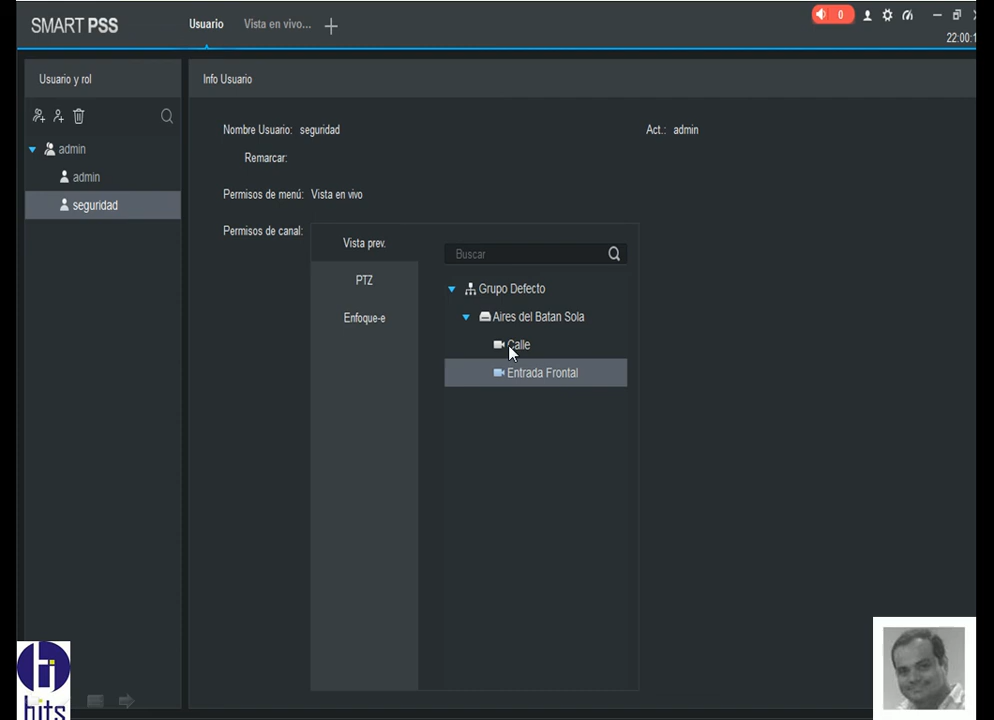 SMART PSS
Usuario
Vista en vivo...
0
22:00:1
Usuario y rol
Info Usuario
admin
admin
seguridad
Nombre Usuario: seguridad
Act.: admin
Remarcar:
Permisos de menú: Vista en vivo
Permisos de canal:
Vista prev.
PTZ
Enfoque-e
Buscar
Grupo Defecto
Aires del Batan Sola
Calle
Entrada Frontal
hits